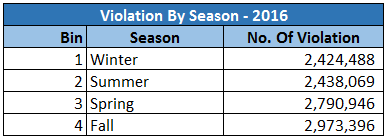 Violation By Season - 2016
Bin Season No. Of Violation
1 Winter 2,424,488
2 Summer 2,438,069
3 Spring 2,790,946
4 Fall 2,973,396